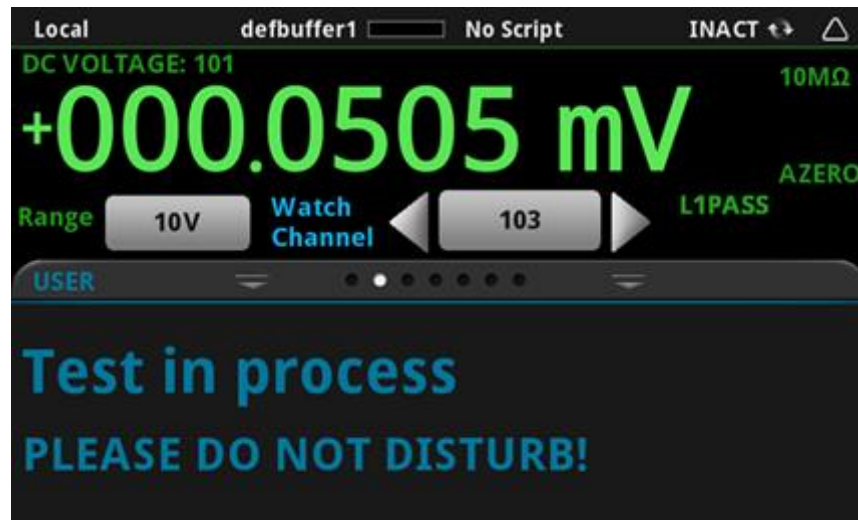 Local defbuffer1 No Script INACT
DC VOLTAGE: 101
10MΩ
+000.0505 mV
AZERO
Range 10V Watch Channel 103 L1PASS
USER
Test in process
PLEASE DO NOT DISTURB!